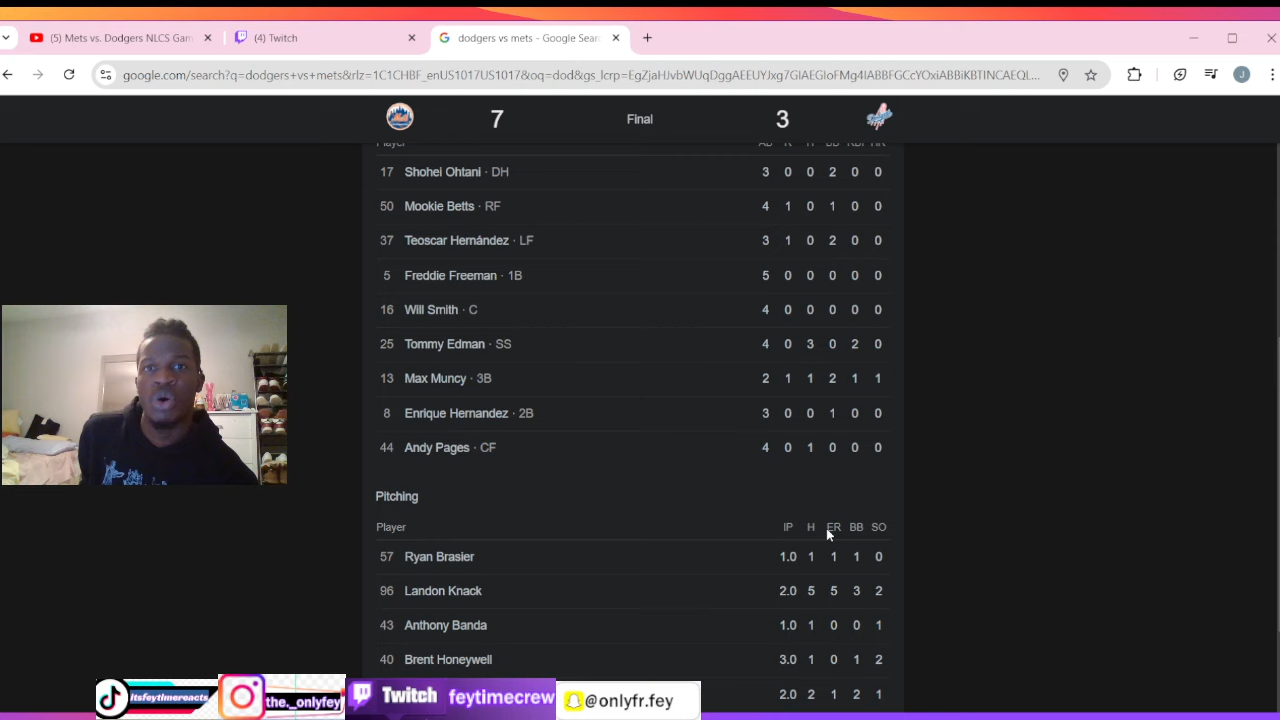 (5) Mets vs. Dodgers NLCS Gam
(4) Twitch
dodgers vs mets - Google Sear
google.com/search?q=dodgers+vs+mets&rlz=1C1CHBF_enUS1017US1017&oq=dod&gs_lcrp=
J
7 Final 3
Player AB R H BB RBI HR
17 Shohei Ohtani · DH 3 0 0 2 0 0
50 Mookie Betts · RF 4 1 0 1 0 0
37 Teoscar Hernández · LF 3 1 0 2 0 0
5 Freddie Freeman · 1B 5 0 0 0 0 0
16 Will Smith · C 4 0 0 0 0 0
25 Tommy Edman · SS 4 0 3 0 2 0
13 Max Muncy · 3B 2 1 1 2 1 1
8 Enrique Hernandez · 2B 3 0 0 1 0 0
44 Andy Pages · CF 4 0 1 0 0 0
Pitching
Player IP H ER BB SO
57 Ryan Brasier 1.0 1 1 1 0
96 Landon Knack 2.0 5 5 3 2
43 Anthony Banda 1.0 1 0 0 1
40 Brent Honeywell 3.0 1 0 1 2
2.0 2 1 2 1
itsfeytimereacts
the._onlyfey
Twitch feytimecrew
@onlyfr.fey